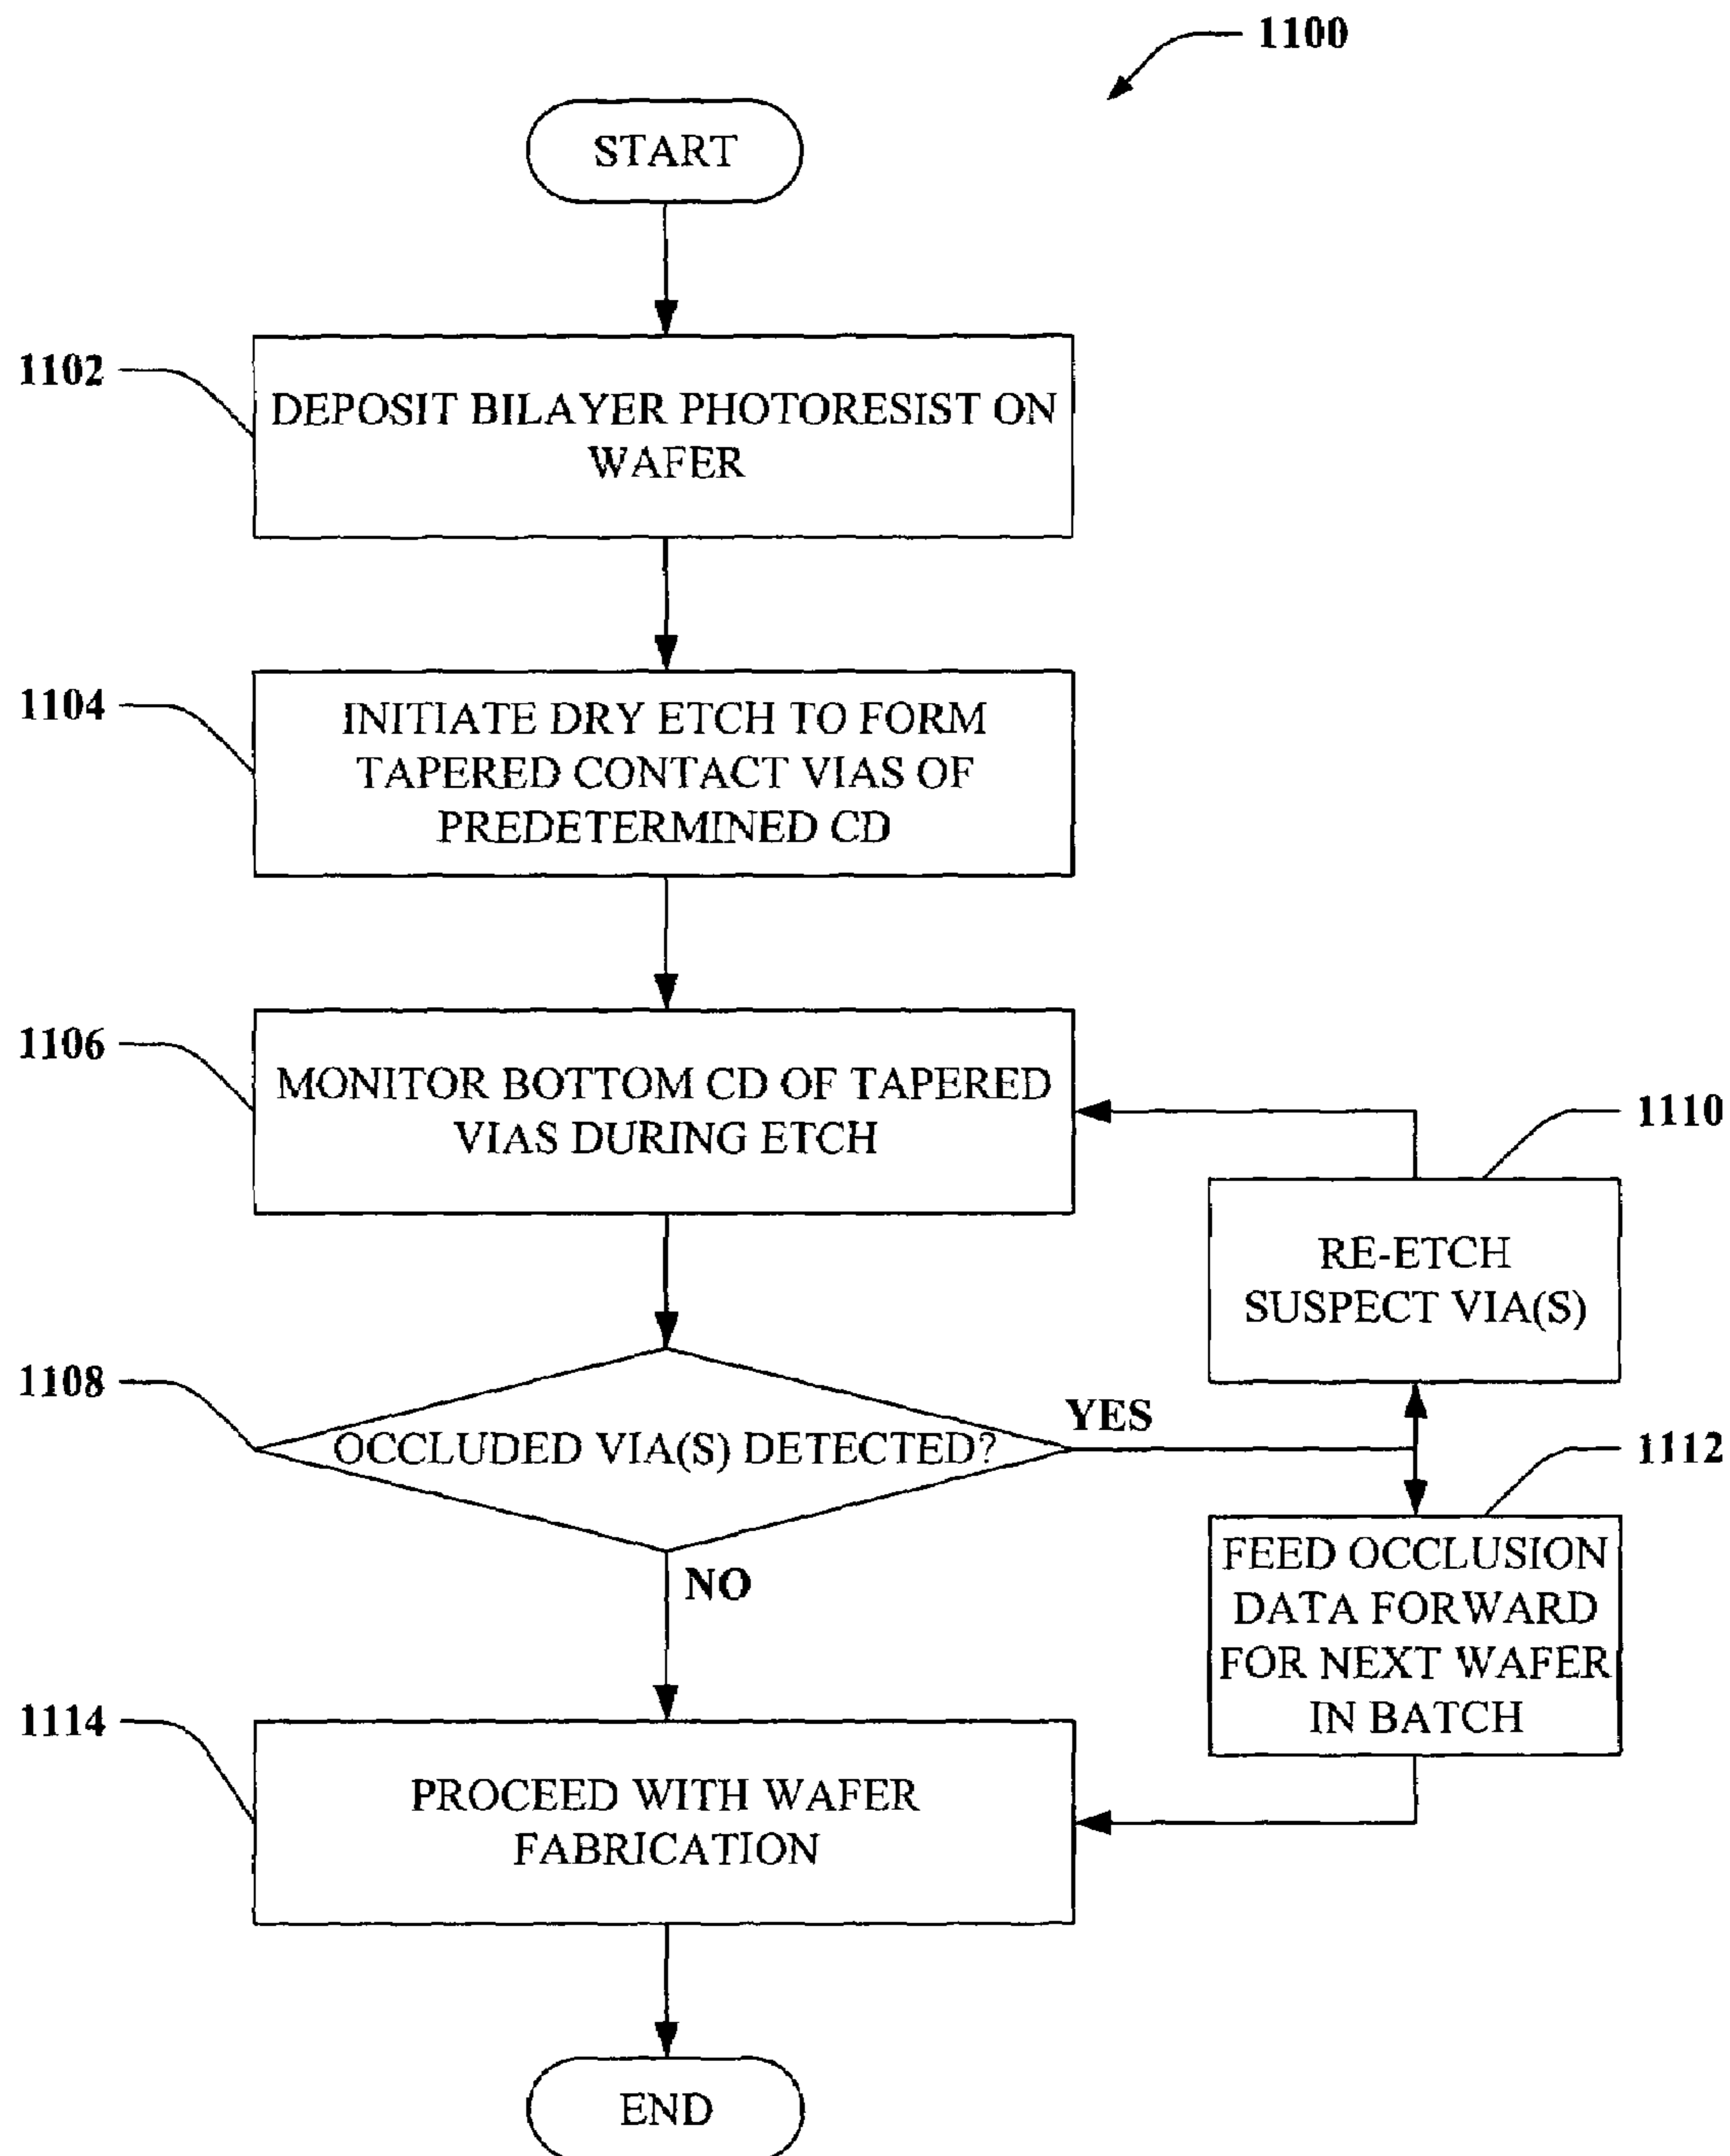 1100
START
1102
DEPOSIT BILAYER PHOTORESIST ON
WAFER
1104
INITIATE DRY ETCH TO FORM
TAPERED CONTACT VIAS OF
PREDETERMINED CD
1106
MONITOR BOTTOM CD OF TAPERED
VIAS DURING ETCH
1110
RE-ETCH
SUSPECT VIA(S)
1108
OCCLUDED VIA(S) DETECTED?
YES
NO
1112
FEED OCCLUSION
DATA FORWARD
FOR NEXT WAFER
IN BATCH
1114
PROCEED WITH WAFER
FABRICATION
END